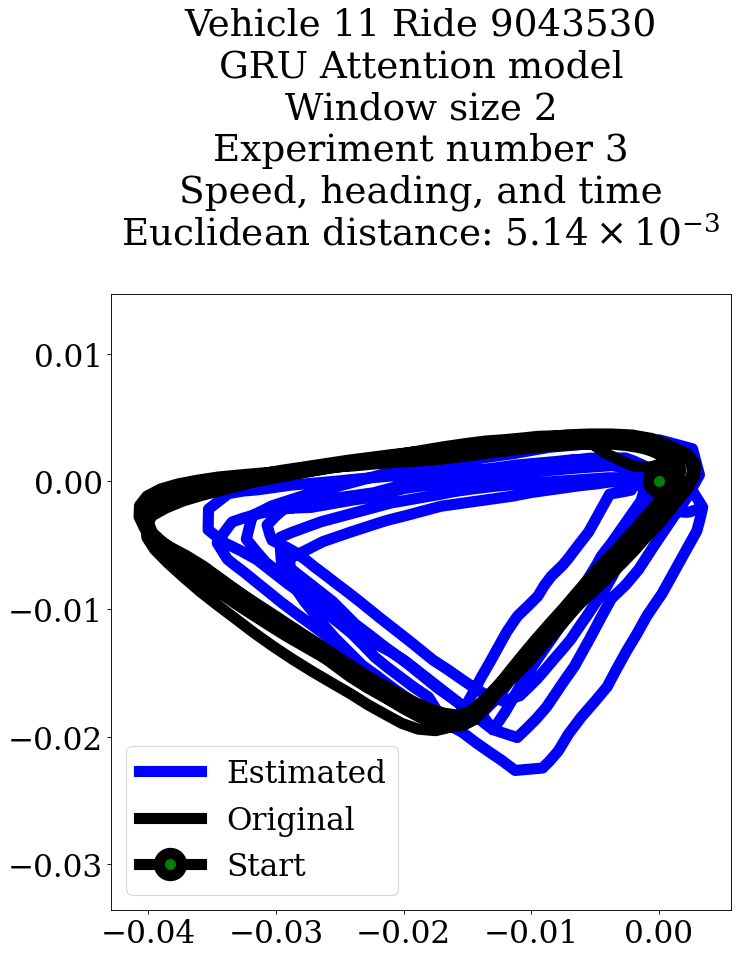 Vehicle 11 Ride 9043530
GRU Attention model
Window size 2
Experiment number 3
Speed, heading, and time
Euclidean distance: 5.14 × 10⁻³
0.01
0.00
−0.01
−0.02
−0.03
Estimated
Original
Start
−0.04 −0.03 −0.02 −0.01 0.00